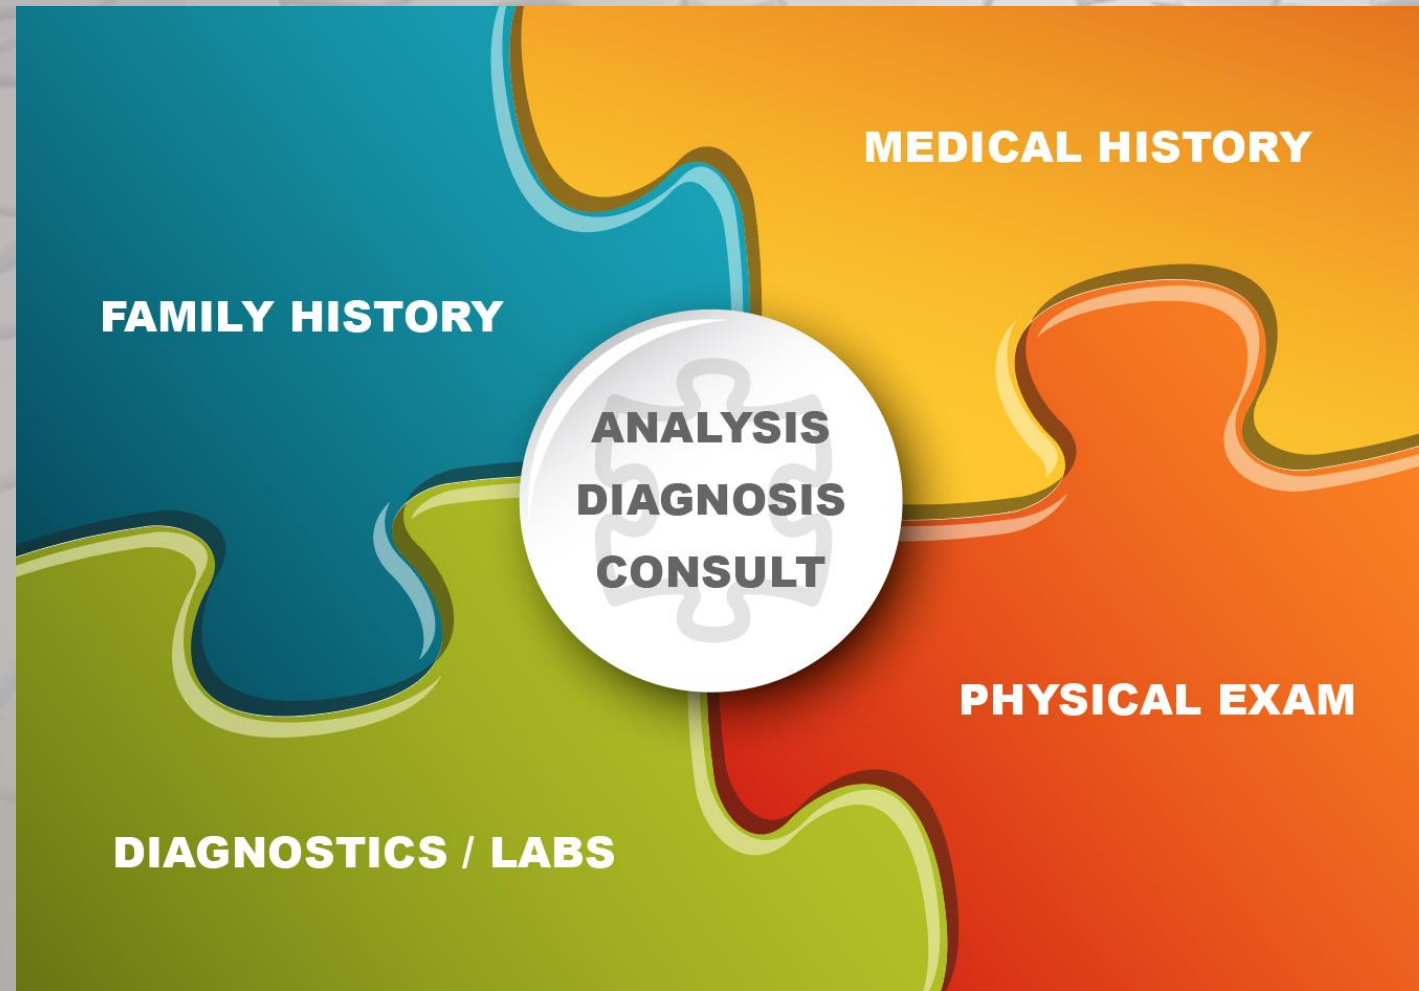 MEDICAL HISTORY
FAMILY HISTORY
ANALYSIS
DIAGNOSIS
CONSULT
PHYSICAL EXAM
DIAGNOSTICS / LABS